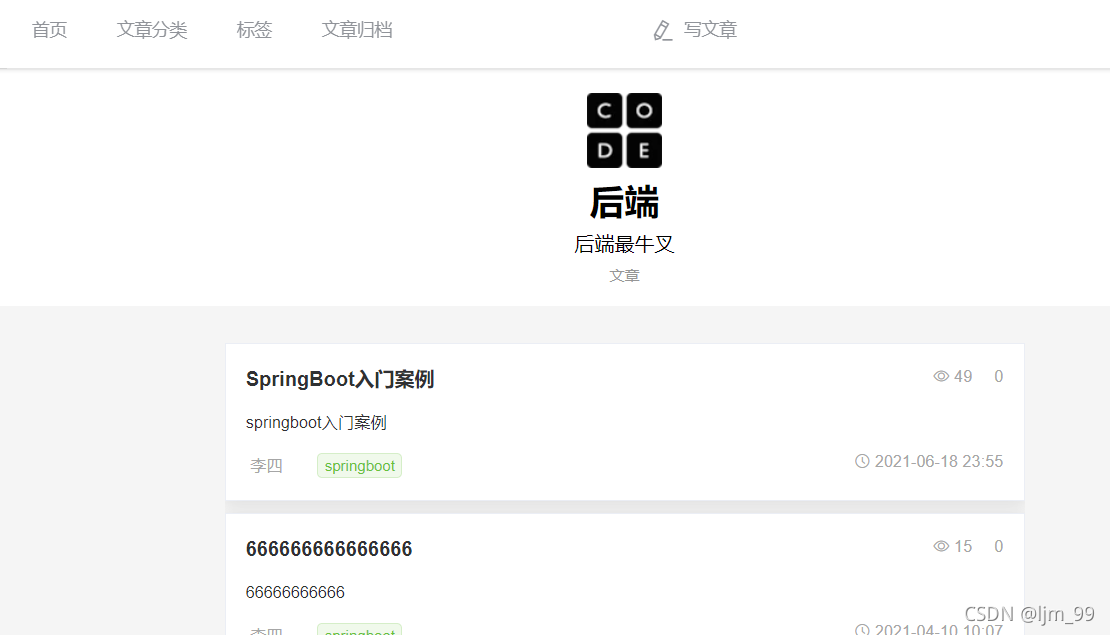 首页 文章分类 标签 文章归档 写文章
C O
D E
后端
后端最牛叉
文章
SpringBoot入门案例 49 0
springboot入门案例
李四 springboot 2021-06-18 23:55
666666666666666 15 0
66666666666
李四 springboot 2021-04-10 10:07
CSDN @ljm_99